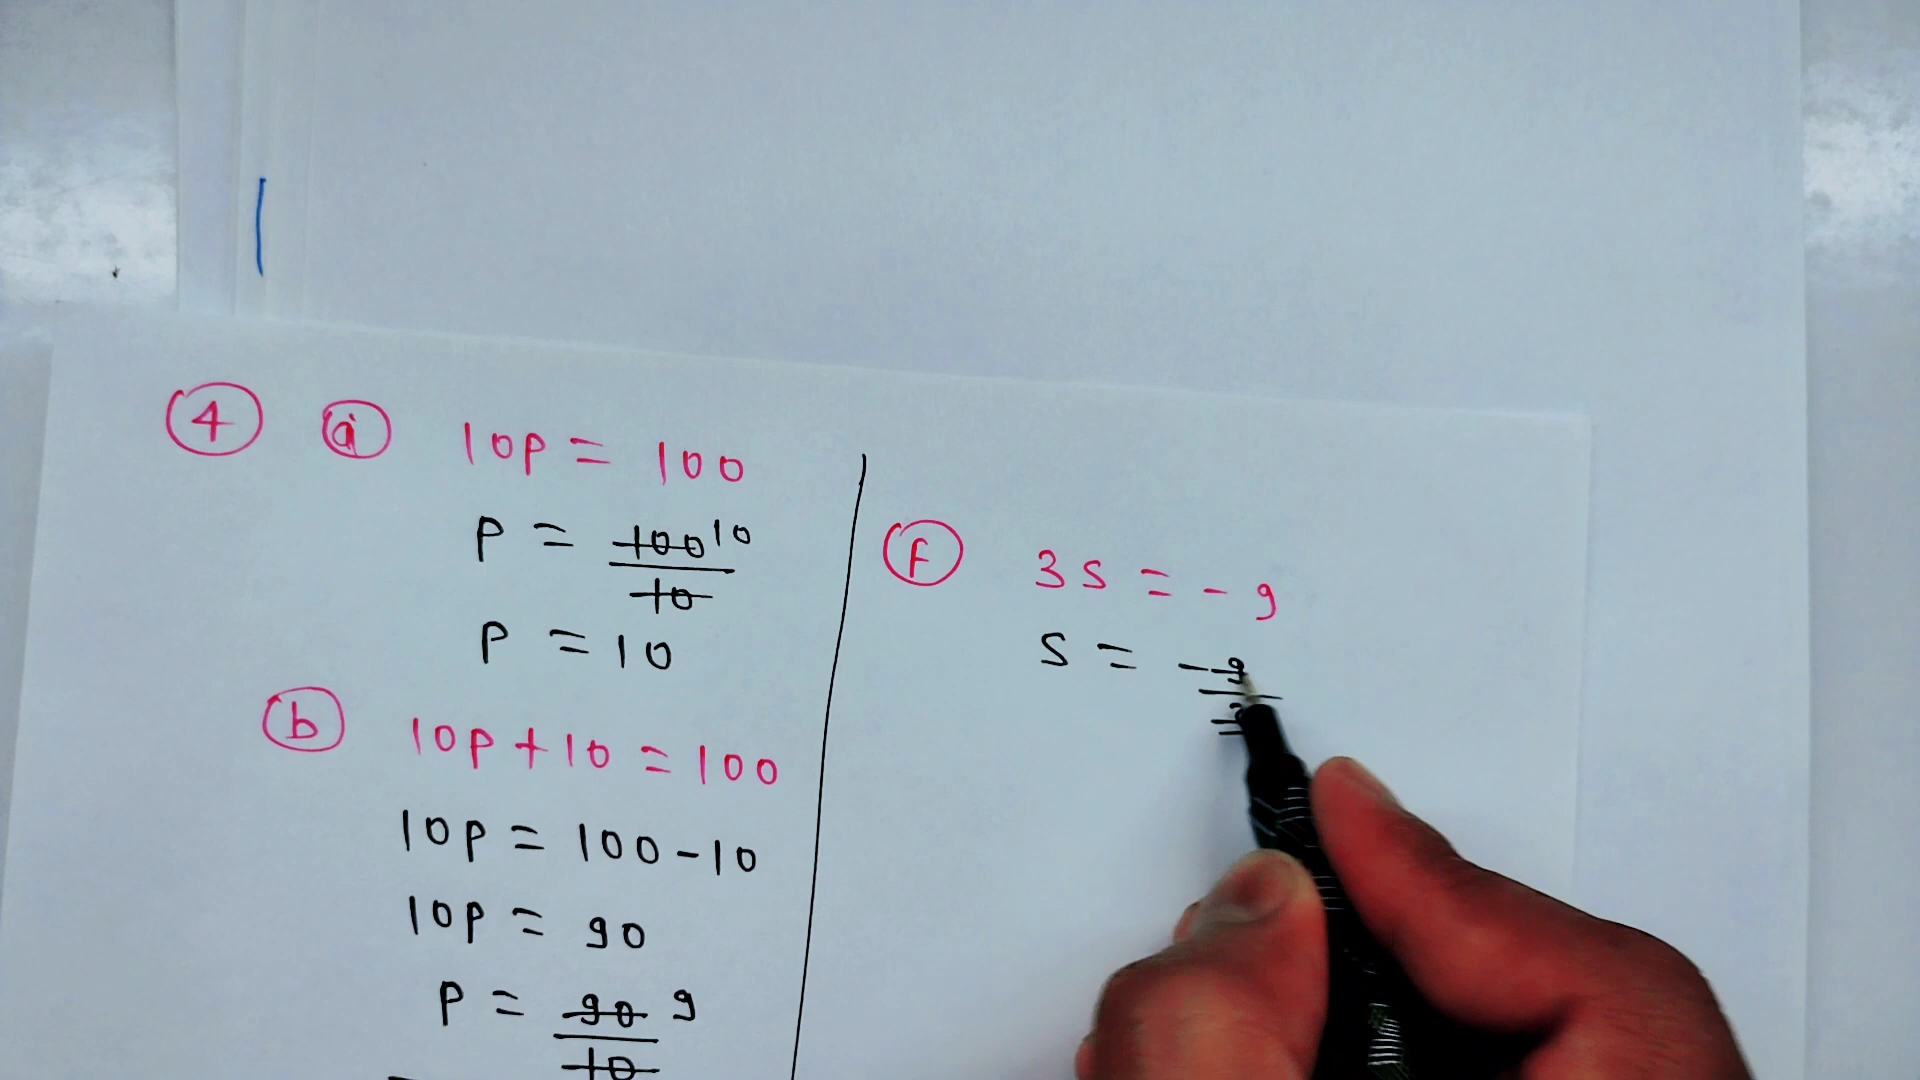 4 a 10p = 100
P = 100 10
10
P = 10
b 10p + 10 = 100
10p = 100 - 10
10p = 90
P = 90 9
10
f 3s = - 9
s = - 9
3